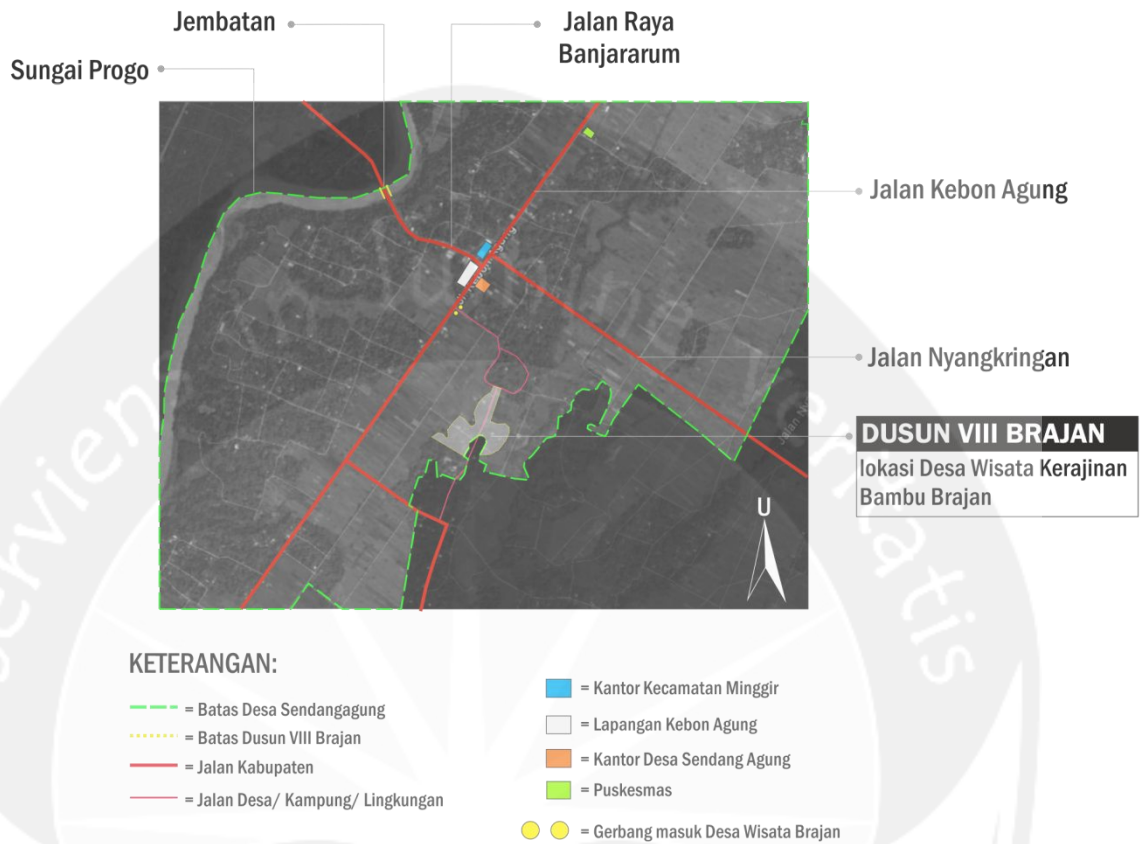 Jembatan
Jalan Raya
Banjararum
Sungai Progo
Jalan Kebon Agung
Jalan Nyangkringan
DUSUN VIII BRAJAN
lokasi Desa Wisata Kerajinan
Bambu Brajan
U
KETERANGAN:
= Batas Desa Sendangagung
= Batas Dusun VIII Brajan
= Jalan Kabupaten
= Jalan Desa/ Kampung/ Lingkungan
= Kantor Kecamatan Minggir
= Lapangan Kebon Agung
= Kantor Desa Sendang Agung
= Puskesmas
= Gerbang masuk Desa Wisata Brajan